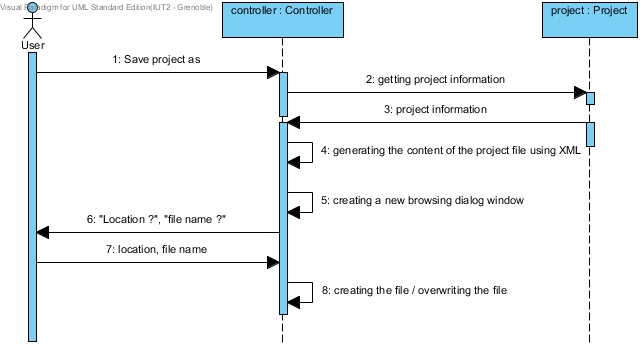 Visual Paradigm for UML Standard Edition(IUT2 - Grenoble)
controller : Controller
project : Project
User
1: Save project as
2: getting project information
3: project information
4: generating the content of the project file using XML
5: creating a new browsing dialog window
6: "Location ?", "file name ?"
7: location, file name
8: creating the file / overwriting the file